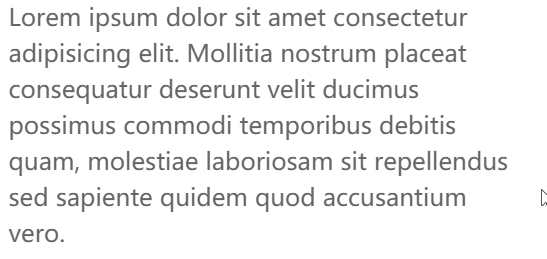 Lorem ipsum dolor sit amet consectetur
adipisicing elit. Mollitia nostrum placeat
consequatur deserunt velit ducimus
possimus commodi temporibus debitis
quam, molestiae laboriosam sit repellendus
sed sapiente quidem quod accusantium
vero.